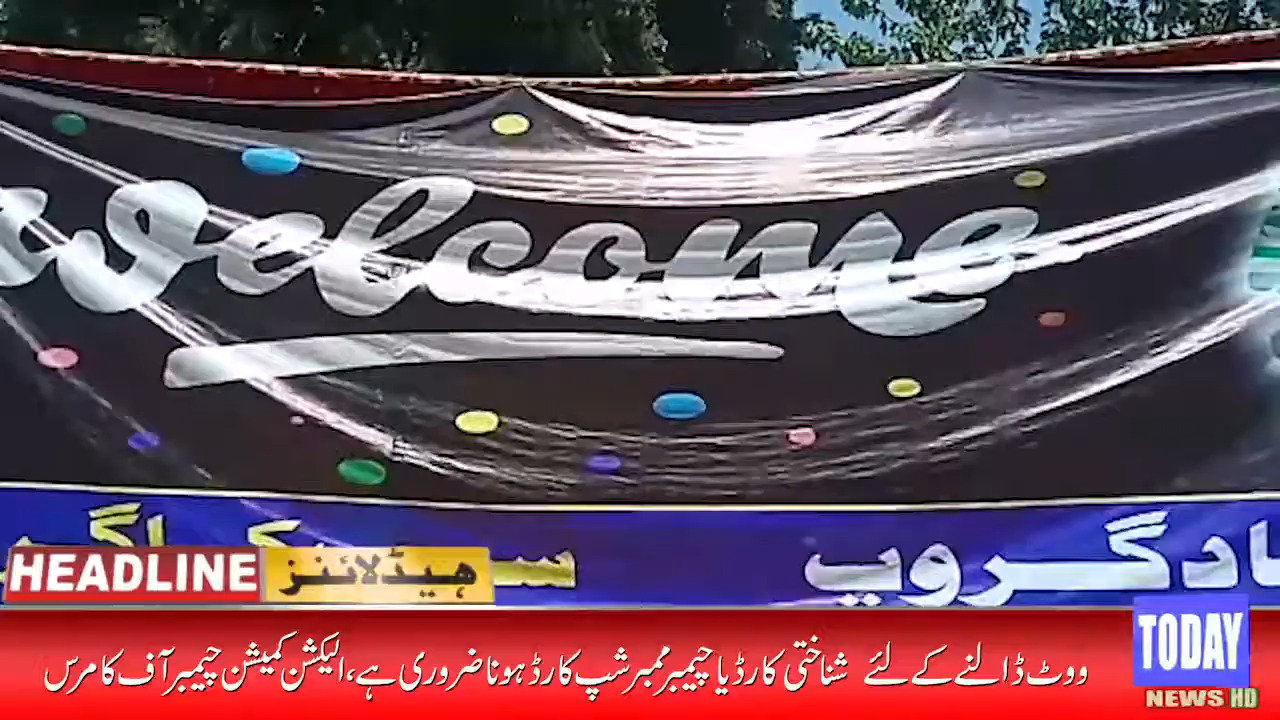 welcome
گروپ
HEADLINE ہیڈلائنز
ووٹ ڈالنے کے لئے شناختی کارڈ یا چیمبر ممبر شپ کارڈ ہونا ضروری ہے، الیکشن کمیشن چیمبر آف کامرس
TODAY
NEWS HD